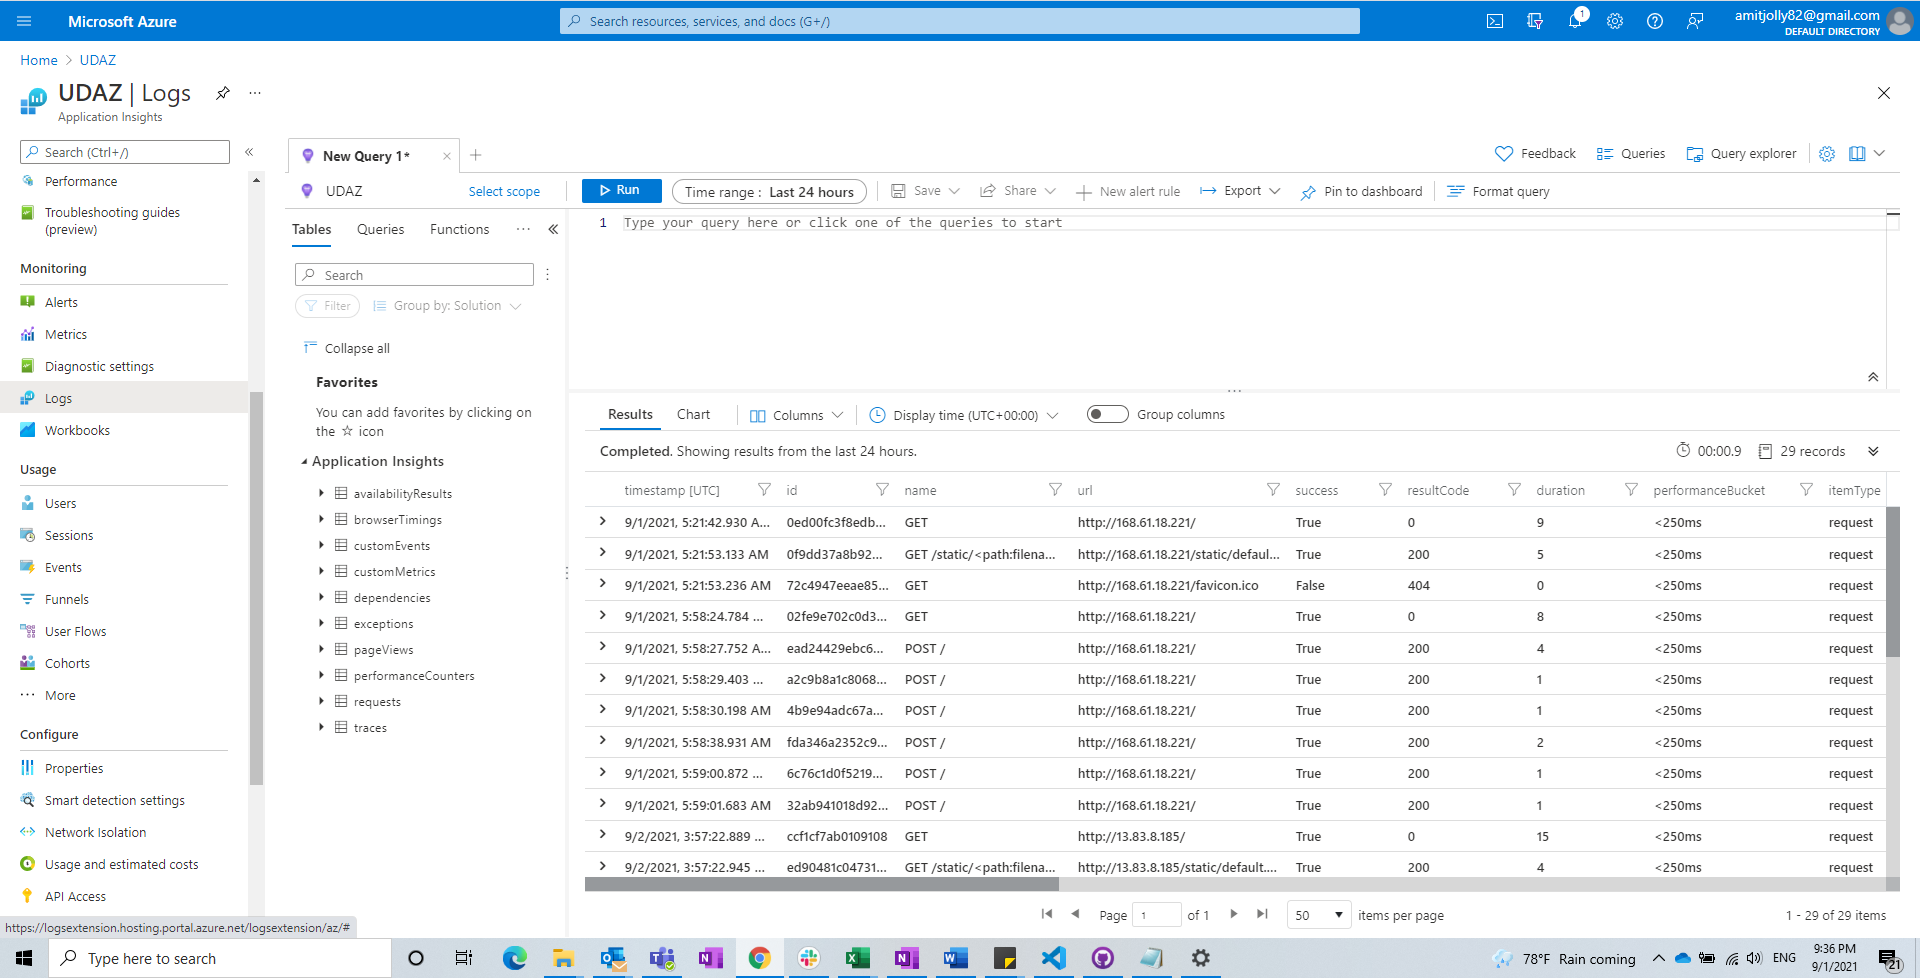 Microsoft Azure
Search resources, services, and docs (G+/)
1
amitjolly82@gmail.com
DEFAULT DIRECTORY
Home > UDAZ
UDAZ | Logs
Application Insights
Search (Ctrl+/)
Performance
Troubleshooting guides
(preview)
Monitoring
Alerts
Metrics
Diagnostic settings
Logs
Workbooks
Usage
Users
Sessions
Events
Funnels
User Flows
Cohorts
More
Configure
Properties
Smart detection settings
Network Isolation
Usage and estimated costs
API Access
https://logsextension.hosting.portal.azure.net/logsextension/az/#
New Query 1*
Feedback
Queries
Query explorer
UDAZ
Select scope
Run
Time range : Last 24 hours
Save
Share
New alert rule
Export
Pin to dashboard
Format query
Tables
Queries
Functions
Search
Filter
Group by: Solution
Collapse all
Favorites
You can add favorites by clicking on
the ☆ icon
Application Insights
availabilityResults
browserTimings
customEvents
customMetrics
dependencies
exceptions
pageViews
performanceCounters
requests
traces
1 Type your query here or click one of the queries to start
Results
Chart
Columns
Display time (UTC+00:00)
Group columns
Completed. Showing results from the last 24 hours.
00:00.9
29 records
timestamp [UTC] id name url success resultCode duration performanceBucket itemType
9/1/2021, 5:21:42.930 A... 0ed00fc3f8edb... GET http://168.61.18.221/ True 0 9 <250ms request
9/1/2021, 5:21:53.133 AM 0f9dd37a8b92... GET /static/<path:filena... http://168.61.18.221/static/defaul... True 200 5 <250ms request
9/1/2021, 5:21:53.236 AM 72c4947eeae85... GET http://168.61.18.221/favicon.ico False 404 0 <250ms request
9/1/2021, 5:58:24.784 ... 02fe9e702c0d3... GET http://168.61.18.221/ True 0 8 <250ms request
9/1/2021, 5:58:27.752 A... ead24429ebc6... POST / http://168.61.18.221/ True 200 4 <250ms request
9/1/2021, 5:58:29.403 ... a2c9b8a1c8068... POST / http://168.61.18.221/ True 200 1 <250ms request
9/1/2021, 5:58:30.198 AM 4b9e94adc67a... POST / http://168.61.18.221/ True 200 1 <250ms request
9/1/2021, 5:58:38.931 AM fda346a2352c9... POST / http://168.61.18.221/ True 200 2 <250ms request
9/1/2021, 5:59:00.872 ... 6c76c1d0f5219... POST / http://168.61.18.221/ True 200 1 <250ms request
9/1/2021, 5:59:01.683 AM 32ab941018d92... POST / http://168.61.18.221/ True 200 1 <250ms request
9/2/2021, 3:57:22.889 ... ccf1cf7ab0109108 GET http://13.83.8.185/ True 0 15 <250ms request
9/2/2021, 3:57:22.945 ... ed90481c04731... GET /static/<path:filena... http://13.83.8.185/static/default.... True 200 4 <250ms request
Page 1 of 1
50 items per page
1 - 29 of 29 items
Type here to search
78°F Rain coming
ENG
9:36 PM
9/1/2021
21